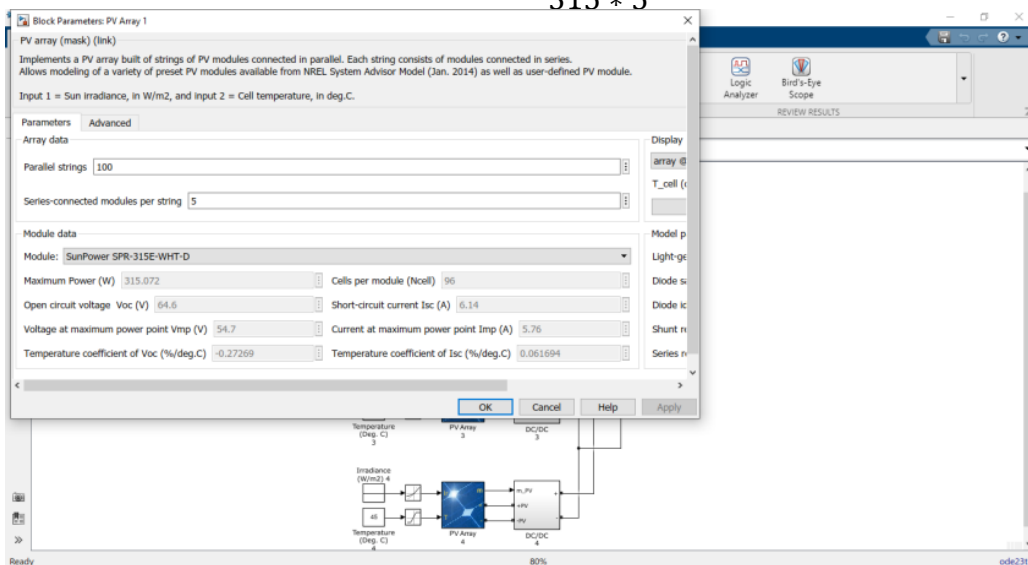 315 * 5
Block Parameters: PV Array 1
PV array (mask) (link)
Implements a PV array built of strings of PV modules connected in parallel. Each string consists of modules connected in series.
Allows modeling of a variety of preset PV modules available from NREL System Advisor Model (Jan. 2014) as well as user-defined PV module.
Input 1 = Sun irradiance, in W/m2, and input 2 = Cell temperature, in deg.C.
Parameters Advanced
Array data
Parallel strings 100
Series-connected modules per string 5
Display
array @
T_cell (
Module data
Module: SunPower SPR-315E-WHT-D
Maximum Power (W) 315.072 Cells per module (Ncell) 96
Open circuit voltage Voc (V) 64.6 Short-circuit current Isc (A) 6.14
Voltage at maximum power point Vmp (V) 54.7 Current at maximum power point Imp (A) 5.76
Temperature coefficient of Voc (%/deg.C) -0.27269 Temperature coefficient of Isc (%/deg.C) 0.061694
Model p
Light-ge
Diode sa
Diode id
Shunt re
Series re
OK Cancel Help Apply
Logic
Analyzer
Bird's-Eye
Scope
REVIEW RESULTS
Temperature
(Deg. C)
3
PV Array
3
DC/DC
3
Irradiance
(W/m2) 4
45
Temperature
(Deg. C)
4
PV Array
4
m_PV
+PV
-PV
+
-
DC/DC
4
Ready 80% ode23t